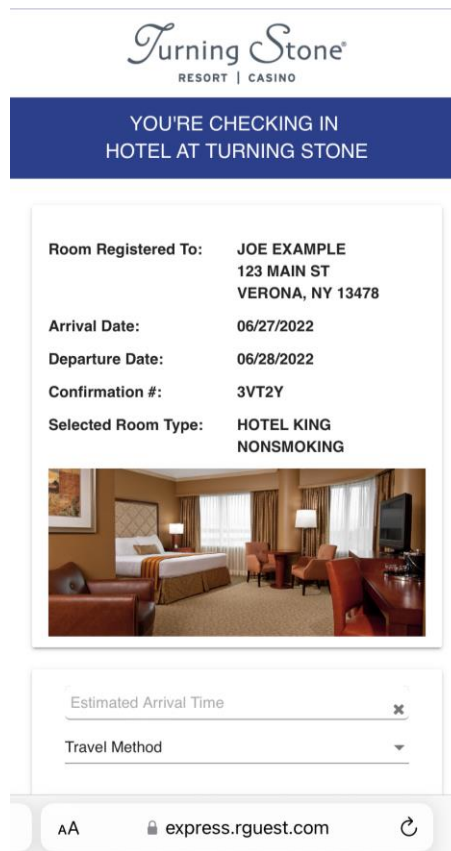 Turning Stone®
RESORT | CASINO
YOU'RE CHECKING IN
HOTEL AT TURNING STONE
Room Registered To: JOE EXAMPLE
123 MAIN ST
VERONA, NY 13478
Arrival Date: 06/27/2022
Departure Date: 06/28/2022
Confirmation #: 3VT2Y
Selected Room Type: HOTEL KING
NONSMOKING
Estimated Arrival Time
Travel Method
AA express.rguest.com